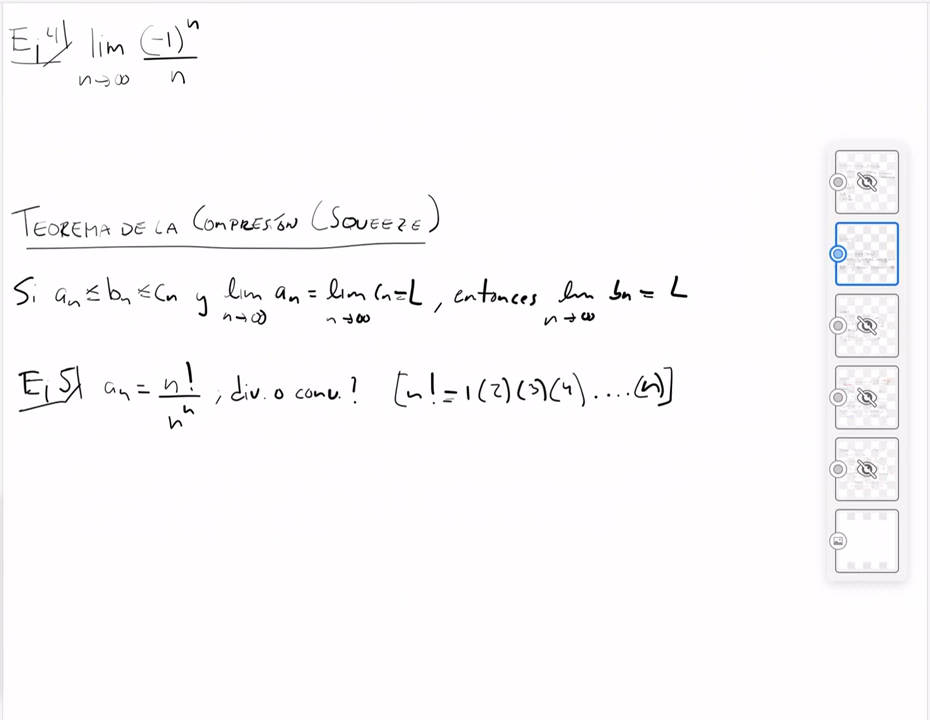 Ej 4) lim n→∞ (-1)^n / n
TEOREMA DE LA COMPRESIÓN (SQUEEZE)
Si an ≤ bn ≤ cn y lim n→∞ an = lim n→∞ cn = L, entonces lim n→∞ bn = L
Ej 5) an = n! / n^n, div. o conv.? [n! = 1(2)(3)(4)....(n)]